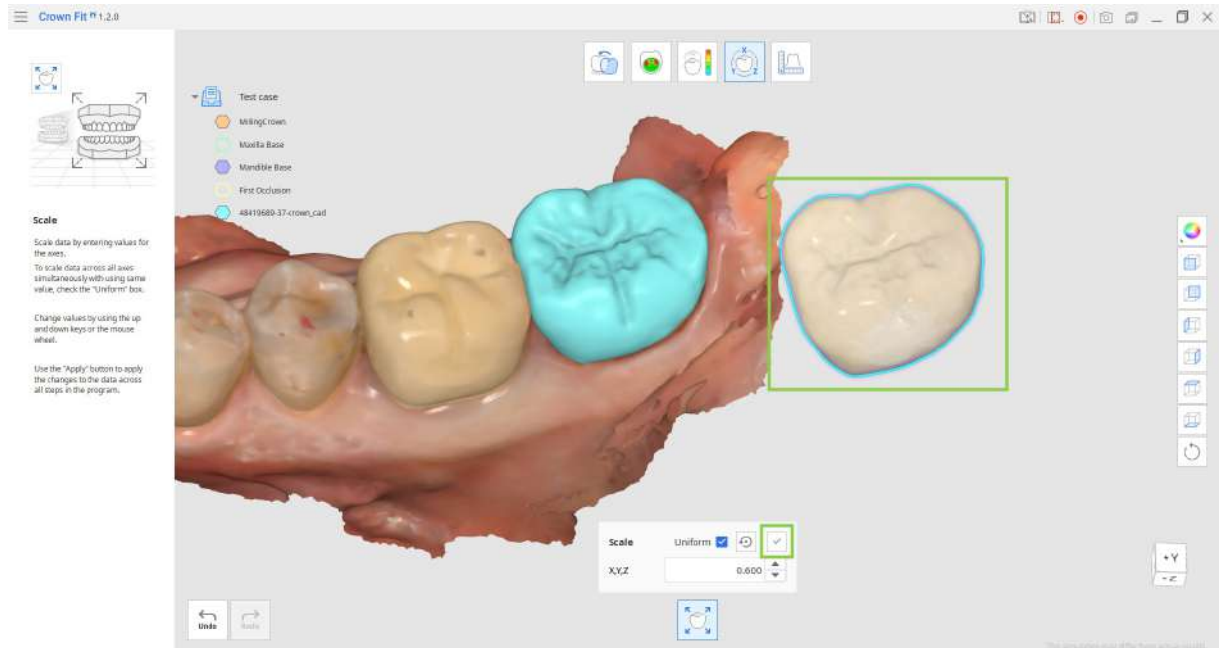 Crown Fit 1.2.0
Test case
MillingCrown
Maxilla Base
Mandible Base
First Occlusion
48419689-37-crown_cad
Scale
Scale data by entering values for
the axes.
To scale data across all axes
simultaneously with using same
value, check the "Uniform" box.
Change values by using the up
and down keys or the mouse
wheel.
Use the "Apply" button to apply
the changes to the data across
all steps in the program.
Scale
Uniform
X,Y,Z
0.600
Undo
Redo
X
Y
Z
+Y
-Z